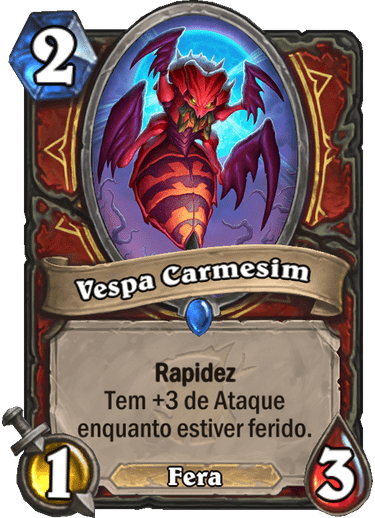 2
Vespa Carmesim
Rapidez
Tem +3 de Ataque
enquanto estiver ferido.
1
Fera
3